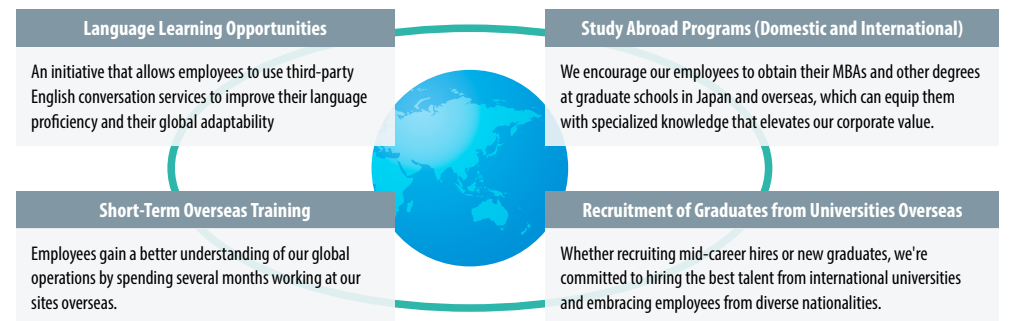 Language Learning Opportunities
An initiative that allows employees to use third-party
English conversation services to improve their language
proficiency and their global adaptability
Study Abroad Programs (Domestic and International)
We encourage our employees to obtain their MBAs and other degrees
at graduate schools in Japan and overseas, which can equip them
with specialized knowledge that elevates our corporate value.
Short-Term Overseas Training
Employees gain a better understanding of our global
operations by spending several months working at our
sites overseas.
Recruitment of Graduates from Universities Overseas
Whether recruiting mid-career hires or new graduates, we're
committed to hiring the best talent from international universities
and embracing employees from diverse nationalities.